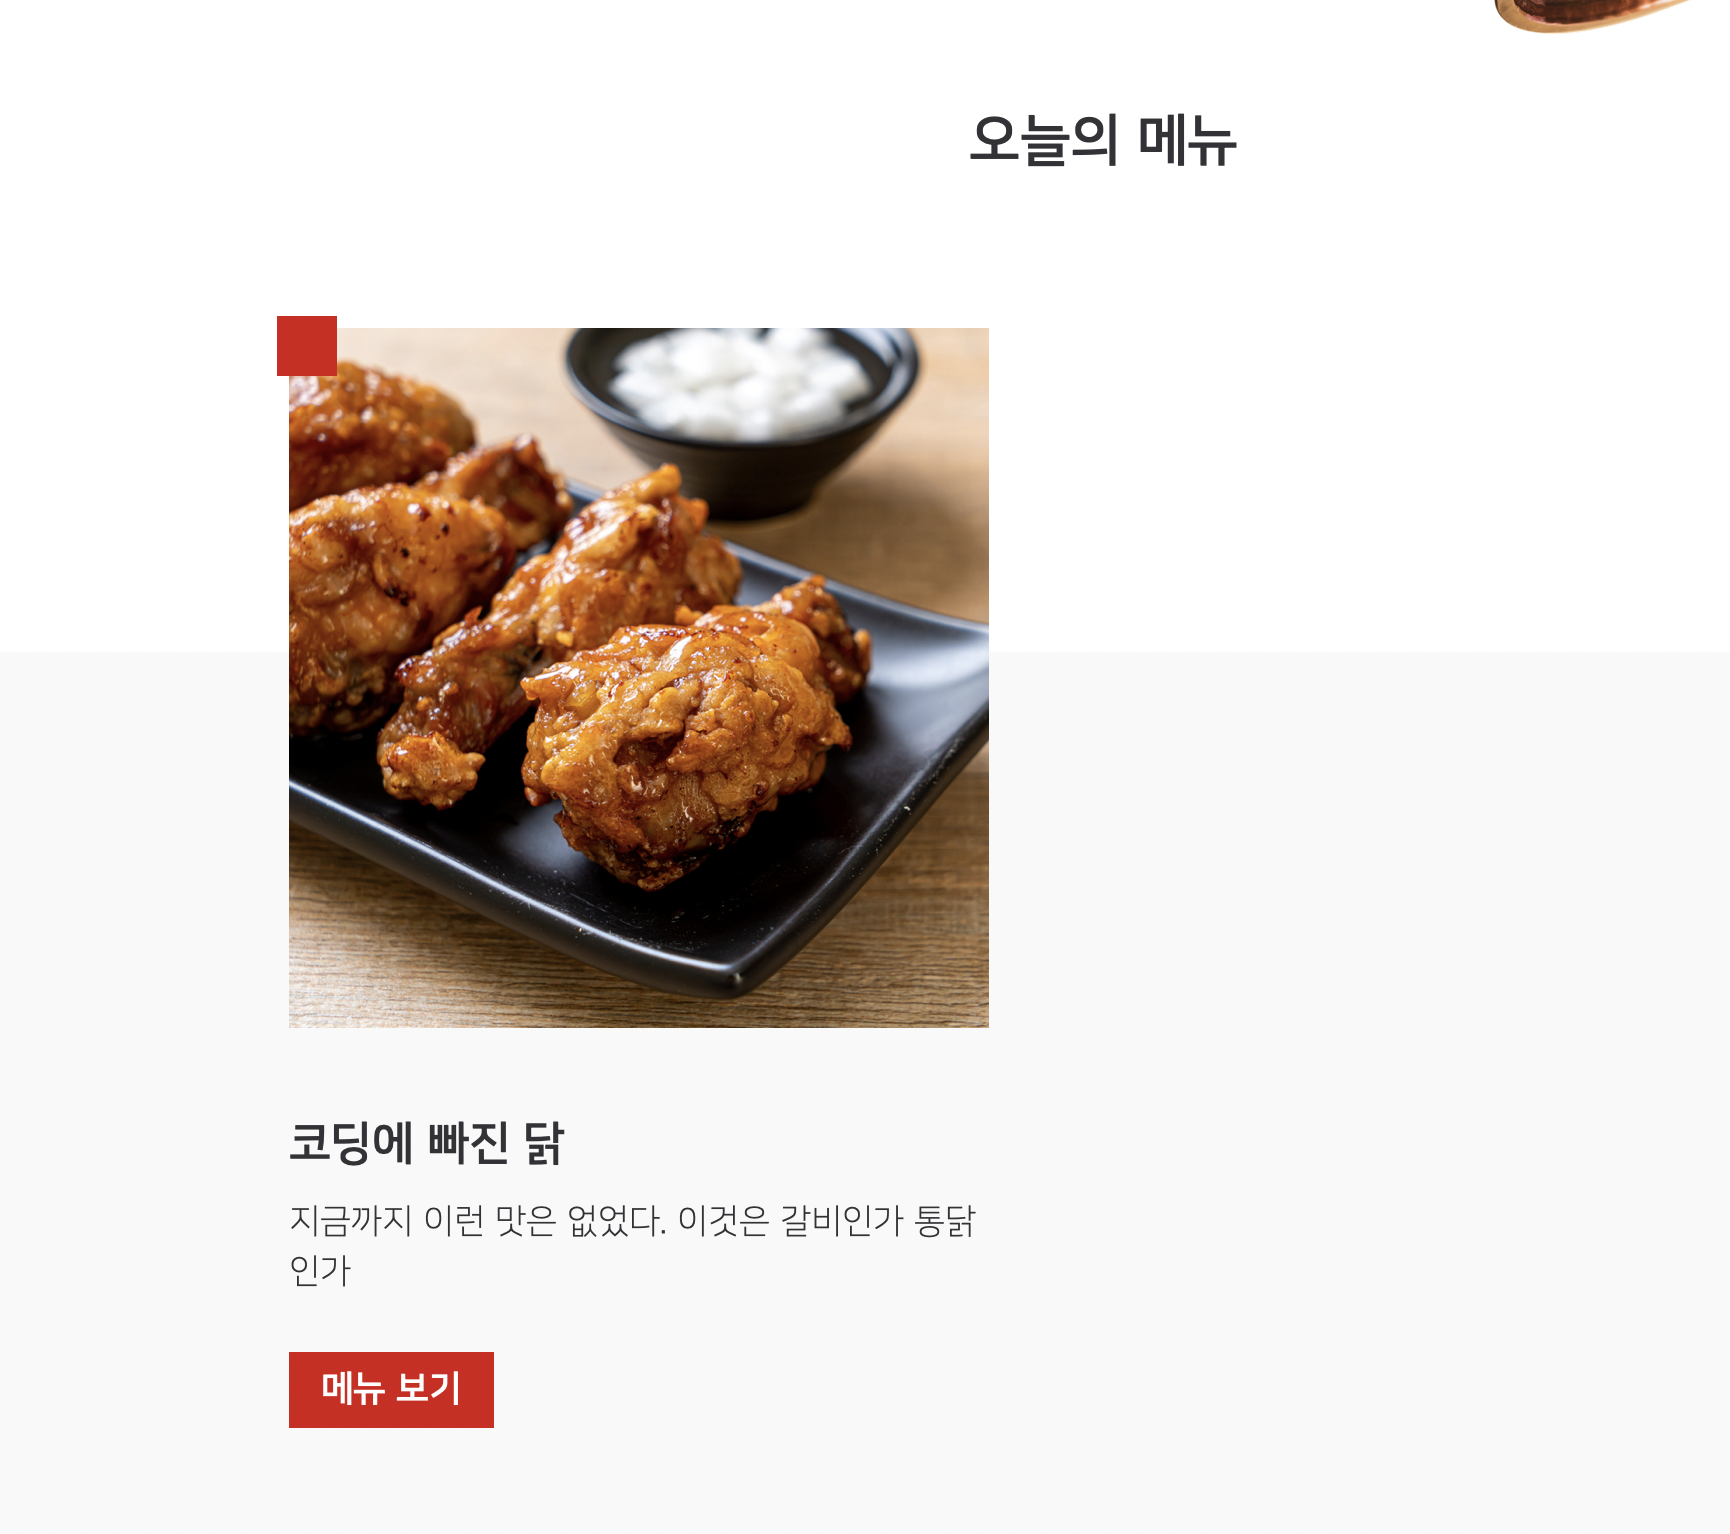 오늘의 메뉴
코딩에 빠진 닭
지금까지 이런 맛은 없었다. 이것은 갈비인가 통닭
인가
메뉴 보기